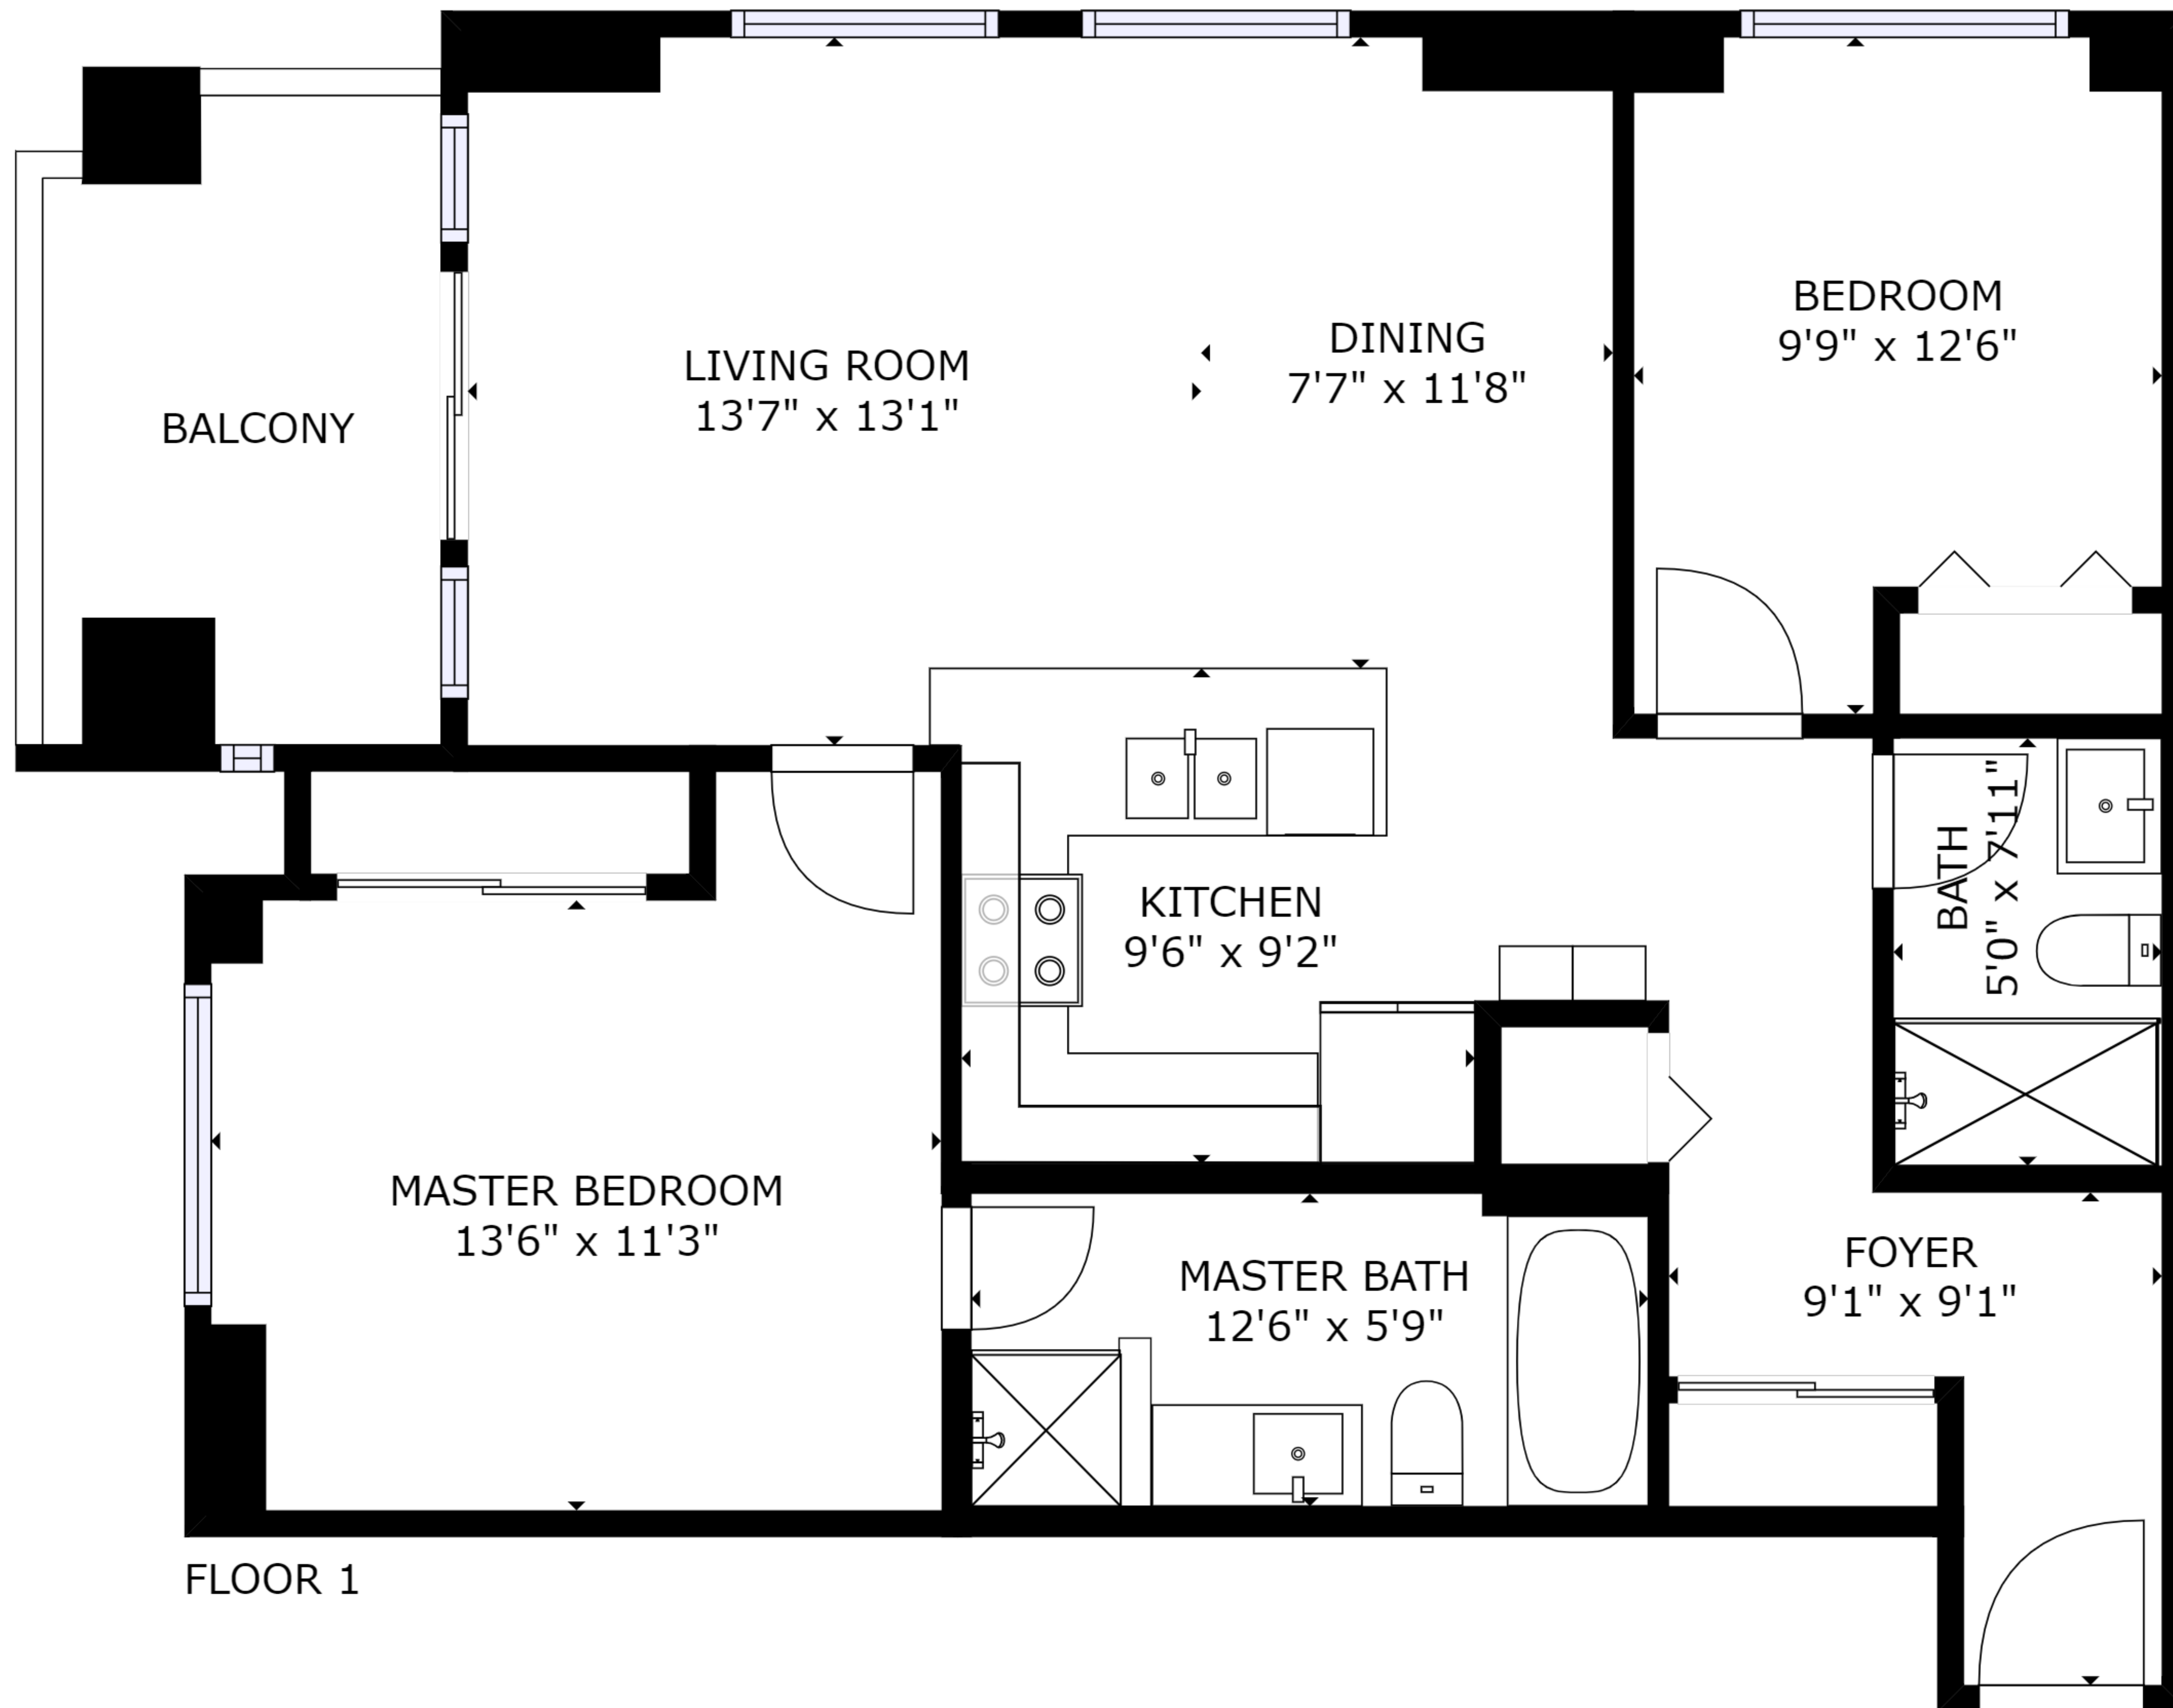 BEDROOM
9'9" x 12'6"
DINING
7'7" x 11'8"
LIVING ROOM
13'7" x 13'1"
BALCONY
BATH
5'0" x 7'11"
KITCHEN
9'6" x 9'2"
MASTER BEDROOM
13'6" x 11'3"
MASTER BATH
12'6" x 5'9"
FOYER
9'1" x 9'1"
FLOOR 1